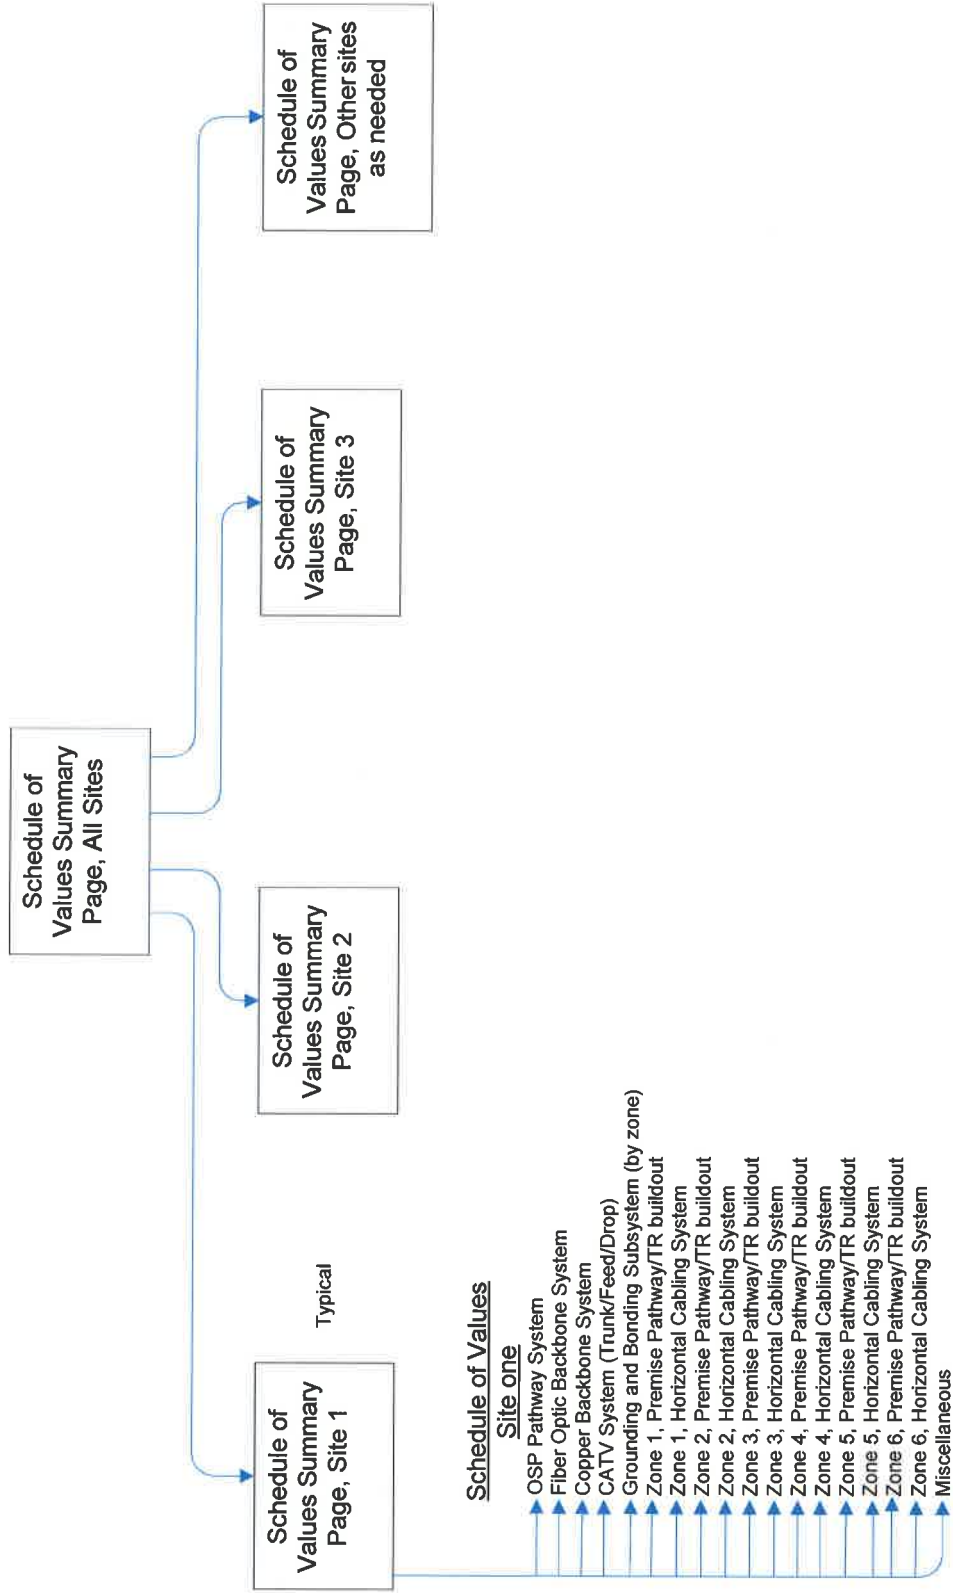 Schedule of
Values Summary
Page, All Sites
Schedule of
Values Summary
Page, Site 1
Typical
Schedule of
Values Summary
Page, Site 2
Schedule of
Values Summary
Page, Site 3
Schedule of
Values Summary
Page, Other sites
as needed
Schedule of Values
Site one
OSP Pathway System
Fiber Optic Backbone System
Copper Backbone System
CATV System (Trunk/Feed/Drop)
Grounding and Bonding Subsystem (by zone)
Zone 1, Premise Pathway/TR buildout
Zone 1, Horizontal Cabling System
Zone 2, Premise Pathway/TR buildout
Zone 2, Horizontal Cabling System
Zone 3, Premise Pathway/TR buildout
Zone 3, Horizontal Cabling System
Zone 4, Premise Pathway/TR buildout
Zone 4, Horizontal Cabling System
Zone 5, Premise Pathway/TR buildout
Zone 5, Horizontal Cabling System
Zone 6, Premise Pathway/TR buildout
Zone 6, Horizontal Cabling System
Miscellaneous